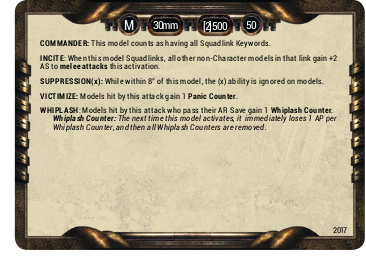 M 30mm 2|500 50
COMMANDER: This model counts as having all Squadlink Keywords.
INCITE: When this model Squadlinks, all other non-Character models in that link gain +2
AS to melee attacks this activation.
SUPPRESSION(x): While within 8" of this model, the (x) ability is ignored on models.
VICTIMIZE: Models hit by this attack gain 1 Panic Counter.
WHIPLASH: Models hit by this attack who pass their AR Save gain 1 Whiplash Counter.
Whiplash Counter: The next time this model activates, it immediately loses 1 AP per
Whiplash Counter, and then all Whiplash Counters are removed.
2017